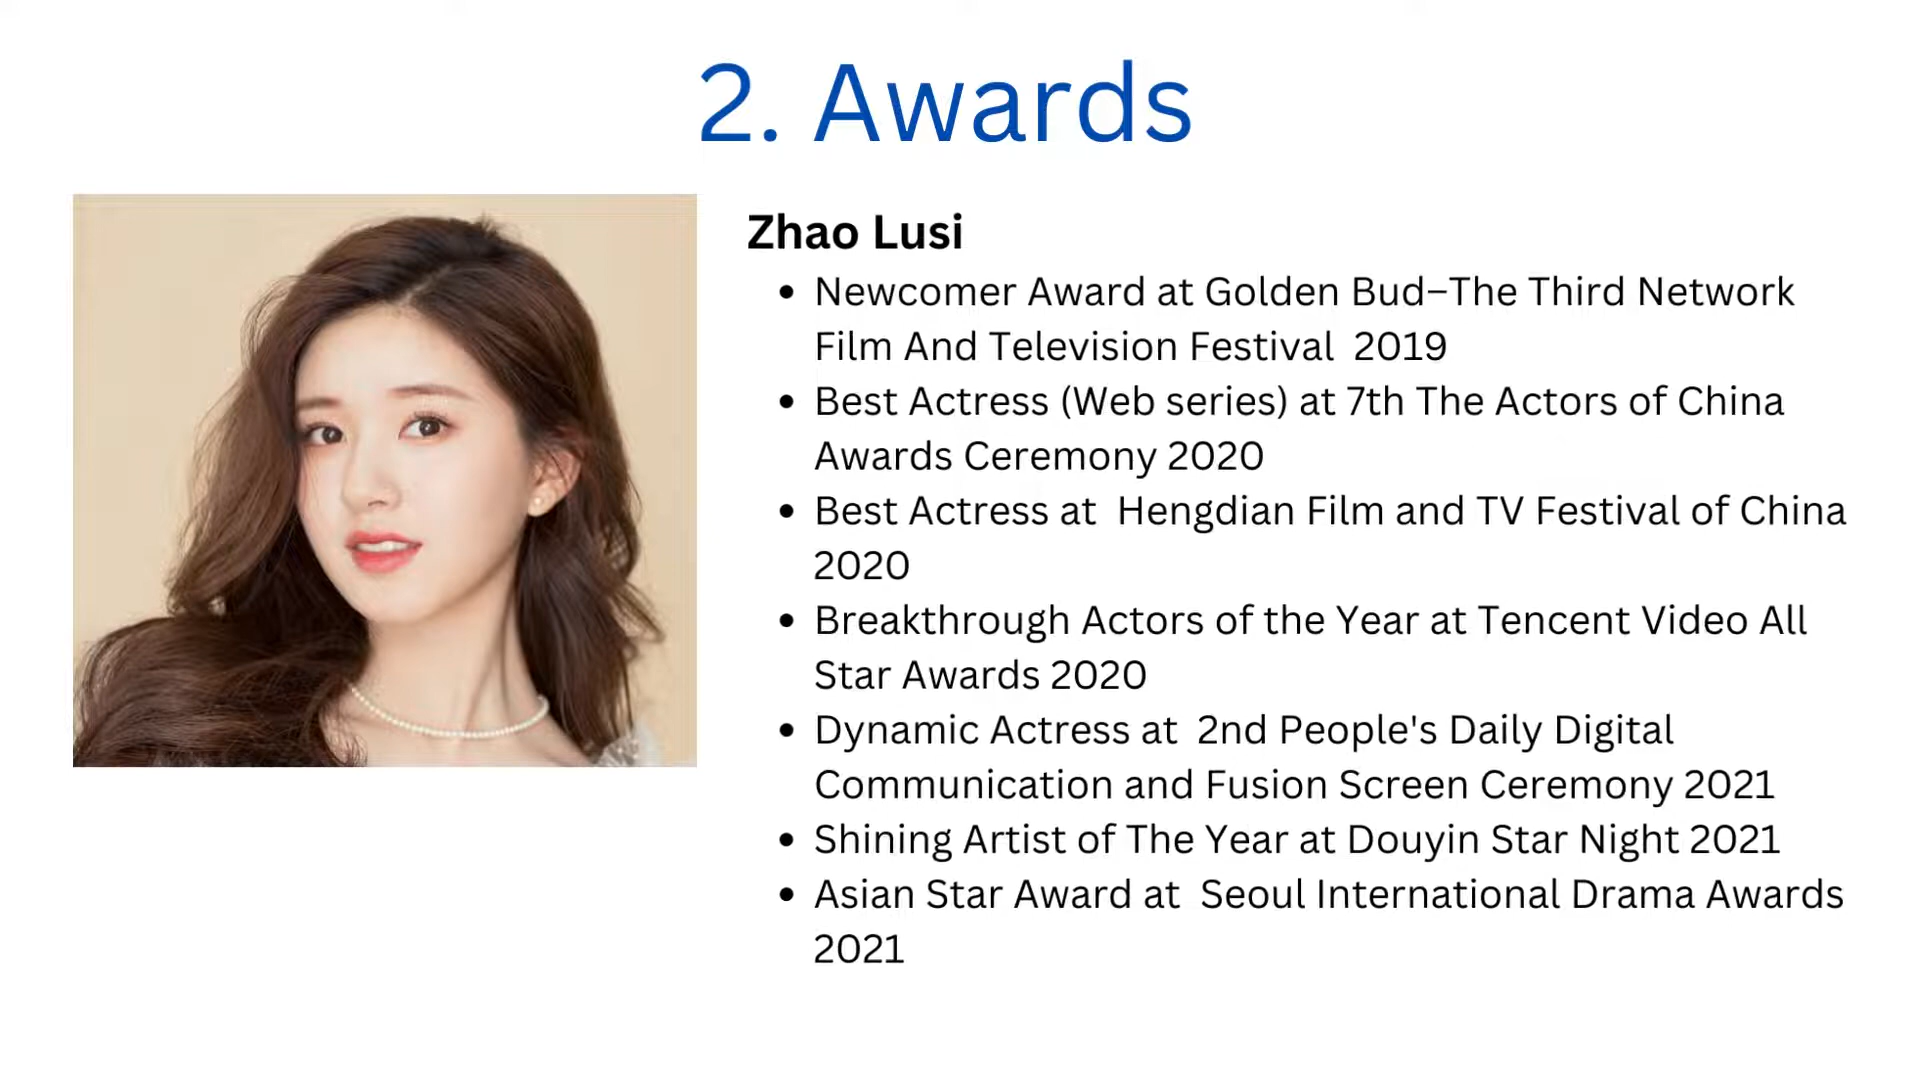 2. Awards
Zhao Lusi
• Newcomer Award at Golden Bud–The Third Network
Film And Television Festival  2019
• Best Actress (Web series) at 7th The Actors of China
Awards Ceremony 2020
• Best Actress at  Hengdian Film and TV Festival of China
2020
• Breakthrough Actors of the Year at Tencent Video All
Star Awards 2020
• Dynamic Actress at  2nd People's Daily Digital
Communication and Fusion Screen Ceremony 2021
• Shining Artist of The Year at Douyin Star Night 2021
• Asian Star Award at  Seoul International Drama Awards
2021